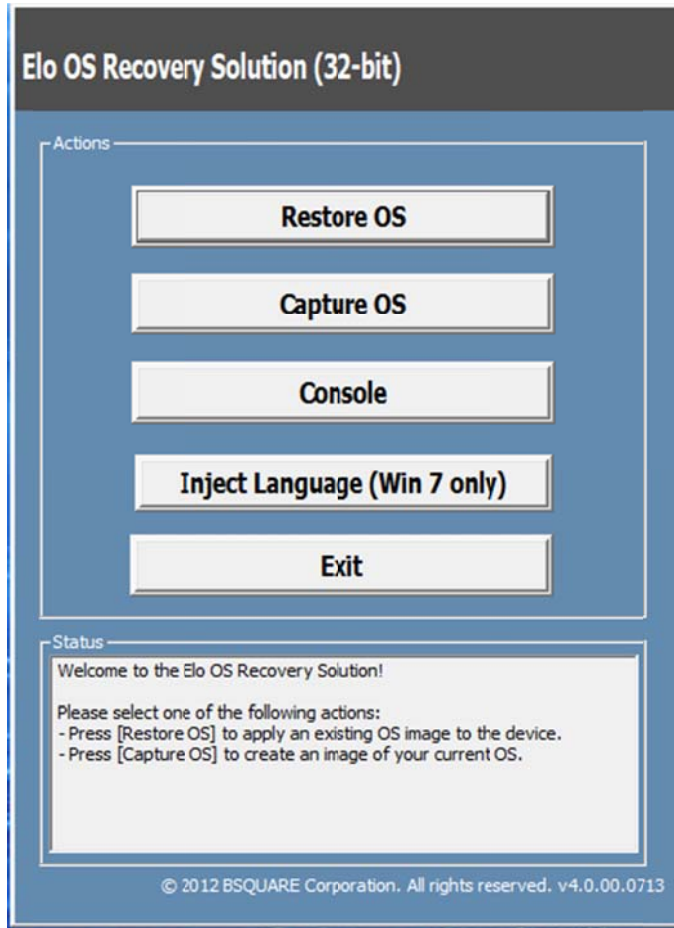 Elo OS Recovery Solution (32-bit)
Actions
Restore OS
Capture OS
Console
Inject Language (Win 7 only)
Exit
Status
Welcome to the Elo OS Recovery Solution!
Please select one of the following actions:
- Press [Restore OS] to apply an existing OS image to the device.
- Press [Capture OS] to create an image of your current OS.
© 2012 BSQUARE Corporation. All rights reserved. v4.0.00.0713